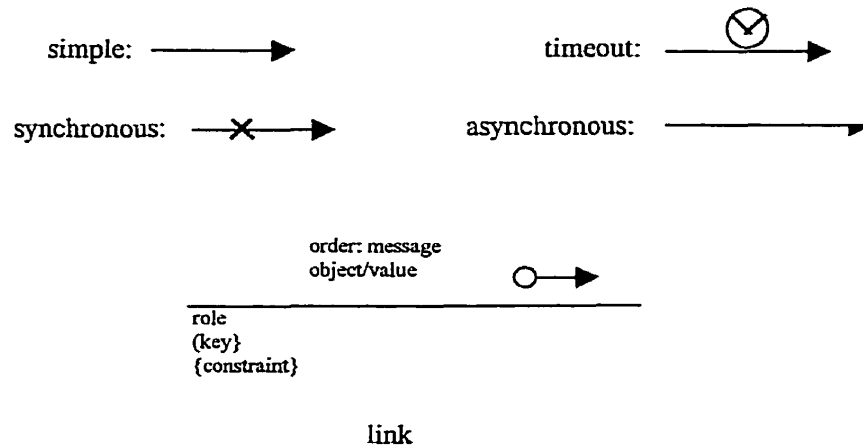 simple:
timeout:
synchronous:
asynchronous:
order: message
object/value
role
(key}
{constraint}
link